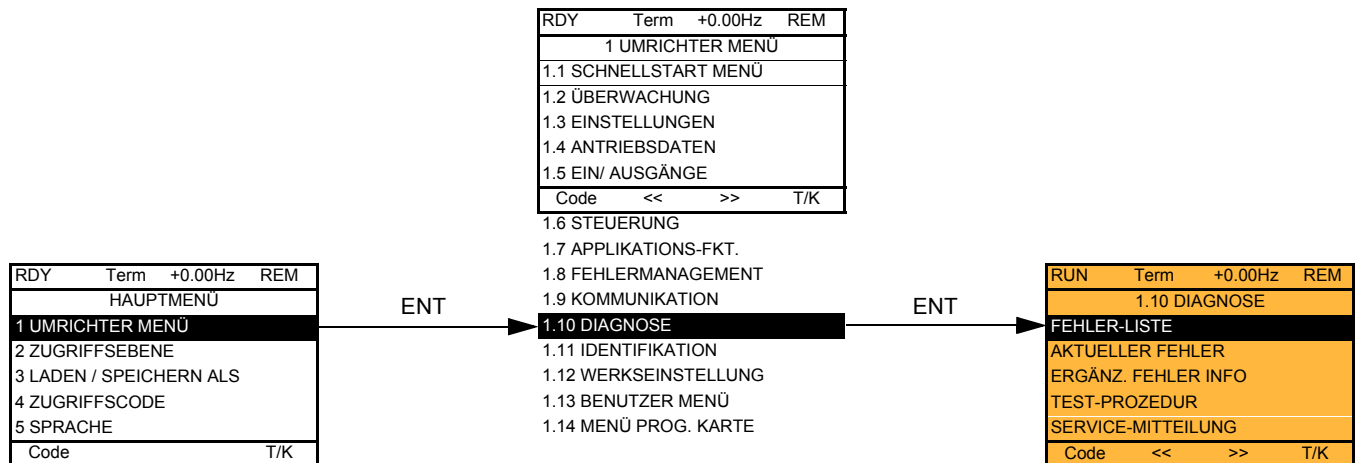 RDY Term +0.00Hz REM
HAUPTMENÜ
1 UMRICHTER MENÜ
2 ZUGRIFFSEBENE
3 LADEN / SPEICHERN ALS
4 ZUGRIFFSCODE
5 SPRACHE
Code T/K
ENT
RDY Term +0.00Hz REM
1 UMRICHTER MENÜ
1.1 SCHNELLSTART MENÜ
1.2 ÜBERWACHUNG
1.3 EINSTELLUNGEN
1.4 ANTRIEBSDATEN
1.5 EIN/ AUSGÄNGE
Code << >> T/K
1.6 STEUERUNG
1.7 APPLIKATIONS-FKT.
1.8 FEHLERMANAGEMENT
1.9 KOMMUNIKATION
1.10 DIAGNOSE
1.11 IDENTIFIKATION
1.12 WERKSEINSTELLUNG
1.13 BENUTZER MENÜ
1.14 MENÜ PROG. KARTE
ENT
RUN Term +0.00Hz REM
1.10 DIAGNOSE
FEHLER-LISTE
AKTUELLER FEHLER
ERGÄNZ. FEHLER INFO
TEST-PROZEDUR
SERVICE-MITTEILUNG
Code << >> T/K